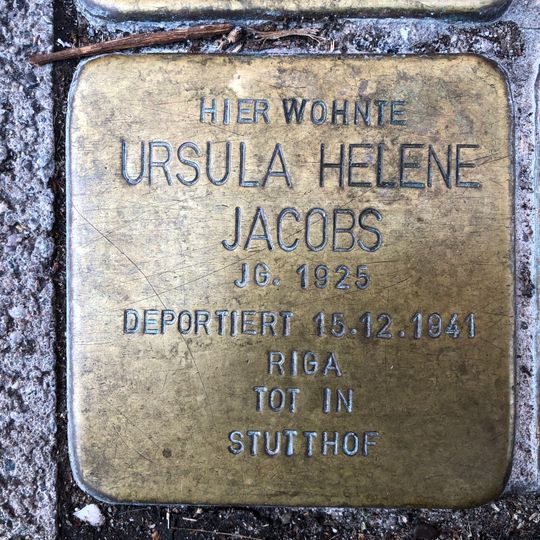 HIER WOHNTE
URSULA HELENE
JACOBS
JG. 1925
DEPORTIERT 15.12.1941
RIGA
TOT IN
STUTTHOF